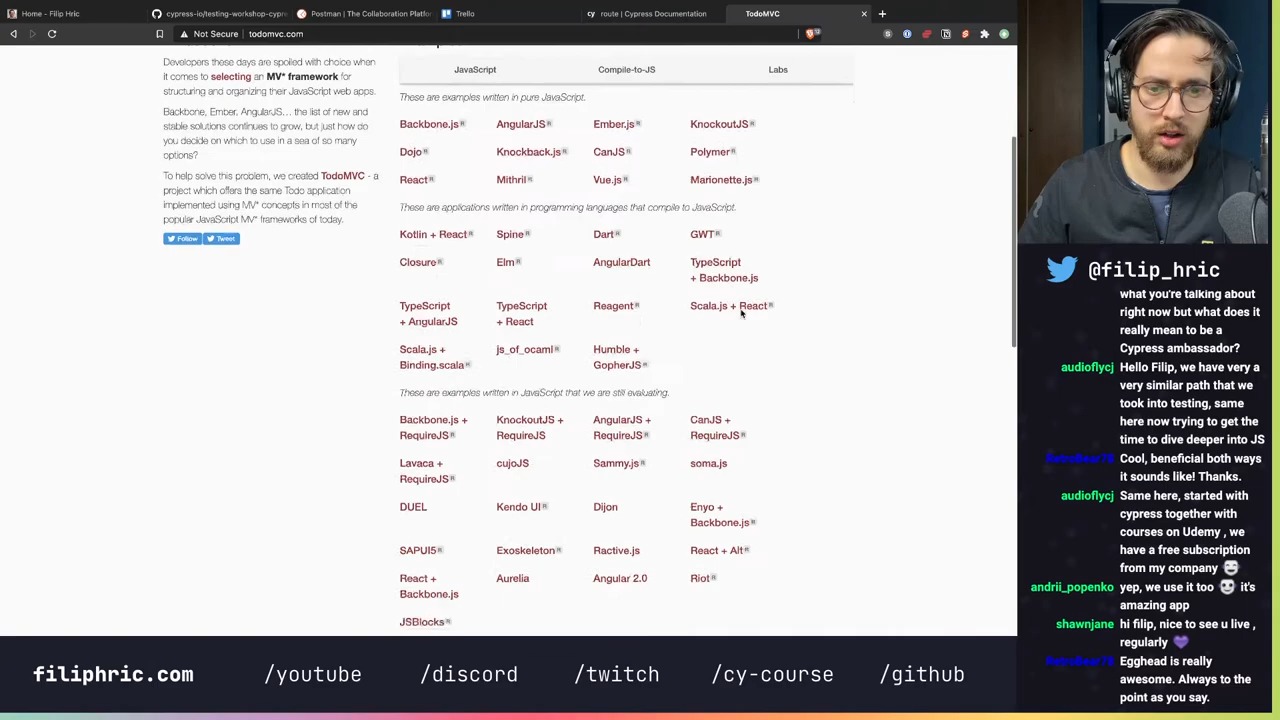 Home - Filip Hric
cypress-io/testing-workshop-cypr
Postman | The Collaboration Platfo
Trello
route | Cypress Documentation
TodoMVC
Not Secure
todomvc.com
Developers these days are spoiled with choice
when it comes to selecting an MV* framework for
structuring and organizing their JavaScript web apps.
Backbone, Ember, AngularJS… the list of new and
stable solutions continues to grow, but just how do
you decide on which to use in a sea of so many
options?
To help solve this problem, we created TodoMVC - a
project which offers the same Todo application
implemented using MV* concepts in most of the
popular JavaScript MV* frameworks of today.
Follow
Tweet
JavaScript
Compile-to-JS
Labs
These are examples written in pure JavaScript.
Backbone.js R
AngularJS R
Ember.js R
KnockoutJS R
Dojo R
Knockback.js R
CanJS R
Polymer R
React R
Mithril R
Vue.js R
Marionette.js R
These are applications written in programming languages that compile to JavaScript.
Kotlin + React R
Spine R
Dart R
GWT R
Closure R
Elm R
AngularDart
TypeScript
+ Backbone.js
TypeScript
+ AngularJS
TypeScript
+ React
Reagent R
Scala.js + React R
Scala.js +
Binding.scala R
js_of_ocaml R
Humble +
GopherJS R
These are examples written in JavaScript that we are still evaluating.
Backbone.js +
RequireJS R
KnockoutJS +
RequireJS
AngularJS +
RequireJS R
CanJS +
RequireJS R
Lavaca +
RequireJS R
cujoJS
Sammy.js R
soma.js
DUEL
Kendo UI R
Dijon
Enyo +
Backbone.js R
SAPUI5 R
Exoskeleton R
Ractive.js
React + Alt R
React +
Backbone.js
Aurelia
Angular 2.0
Riot R
JSBlocks R
@filip_hric
what you're talking about
right now but what does it
really mean to be a
Cypress ambassador?
audioflycj Hello Filip, we have very a
very similar path that we
took into testing, same
here now trying to get the
time to dive deeper into JS
Cool, beneficial both ways
it sounds like! Thanks.
audioflycj Same here, started with
cypress together with
courses on Udemy , we
have a free subscription
from my company
andrii_popenko yep, we use it too it's
amazing app
shawnjane hi filip, nice to see u live ,
regularly
Egghead is really
awesome. Always to the
point as you say.
filiphric.com
/youtube
/discord
/twitch
/cy-course
/github